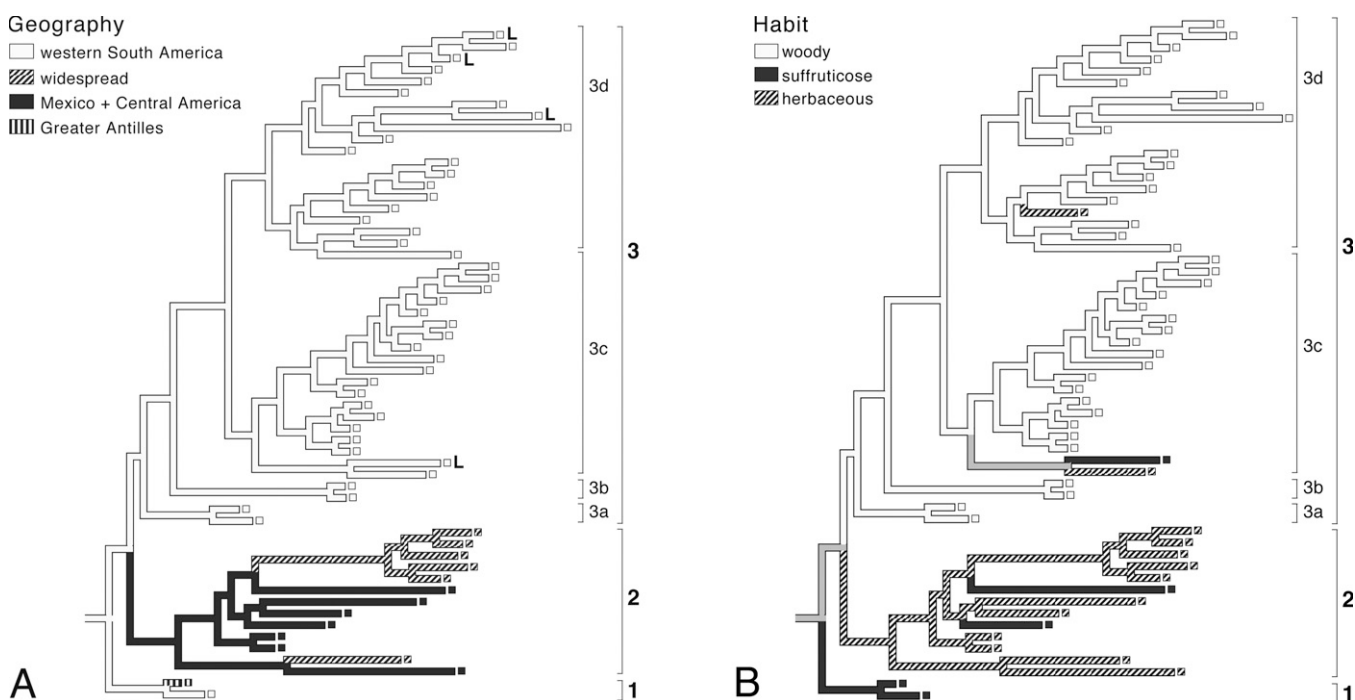 Geography
western South America
widespread
Mexico + Central America
Greater Antilles
L
L
L
L
3d
3c
3b
3a
3
2
1
A
Habit
woody
suffruticose
herbaceous
3d
3c
3b
3a
3
2
1
B